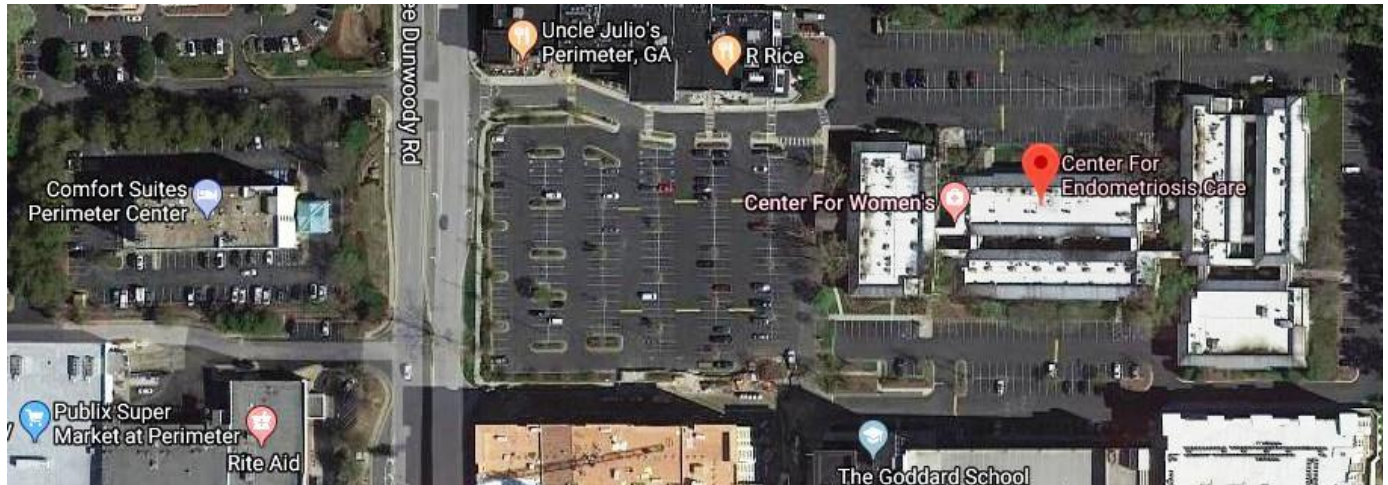 ee Dunwoody Rd
Uncle Julio's
Perimeter, GA
R Rice
Comfort Suites
Perimeter Center
Center For Women's
Center For
Endometriosis Care
Publix Super
Market at Perimeter
Rite Aid
The Goddard School